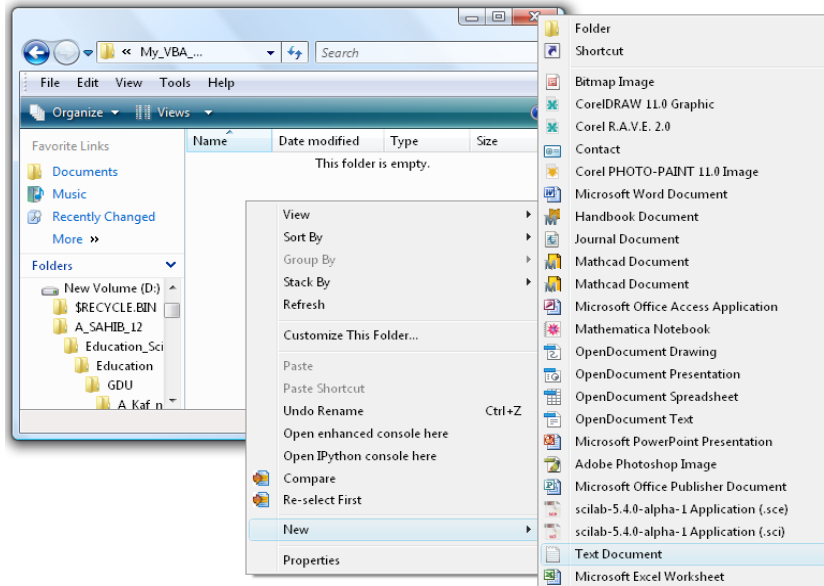 « My_VBA_...
Search
File Edit View Tools Help
Organize Views
Favorite Links
Documents
Music
Recently Changed
More »
Folders
New Volume (D:)
$RECYCLE.BIN
A_SAHIB_12
Education_Sci
Education
GDU
A_Kaf_n
Name Date modified Type Size
This folder is empty.
View
Sort By
Group By
Stack By
Refresh
Customize This Folder...
Paste
Paste Shortcut
Undo Rename Ctrl+Z
Open enhanced console here
Open IPython console here
Compare
Re-select First
New
Properties
Folder
Shortcut
Bitmap Image
CorelDRAW 11.0 Graphic
Corel R.A.V.E. 2.0
Contact
Corel PHOTO-PAINT 11.0 Image
Microsoft Word Document
Handbook Document
Journal Document
Mathcad Document
Mathcad Document
Microsoft Office Access Application
Mathematica Notebook
OpenDocument Drawing
OpenDocument Presentation
OpenDocument Spreadsheet
OpenDocument Text
Microsoft PowerPoint Presentation
Adobe Photoshop Image
Microsoft Office Publisher Document
scilab-5.4.0-alpha-1 Application (.sce)
scilab-5.4.0-alpha-1 Application (.sci)
Text Document
Microsoft Excel Worksheet